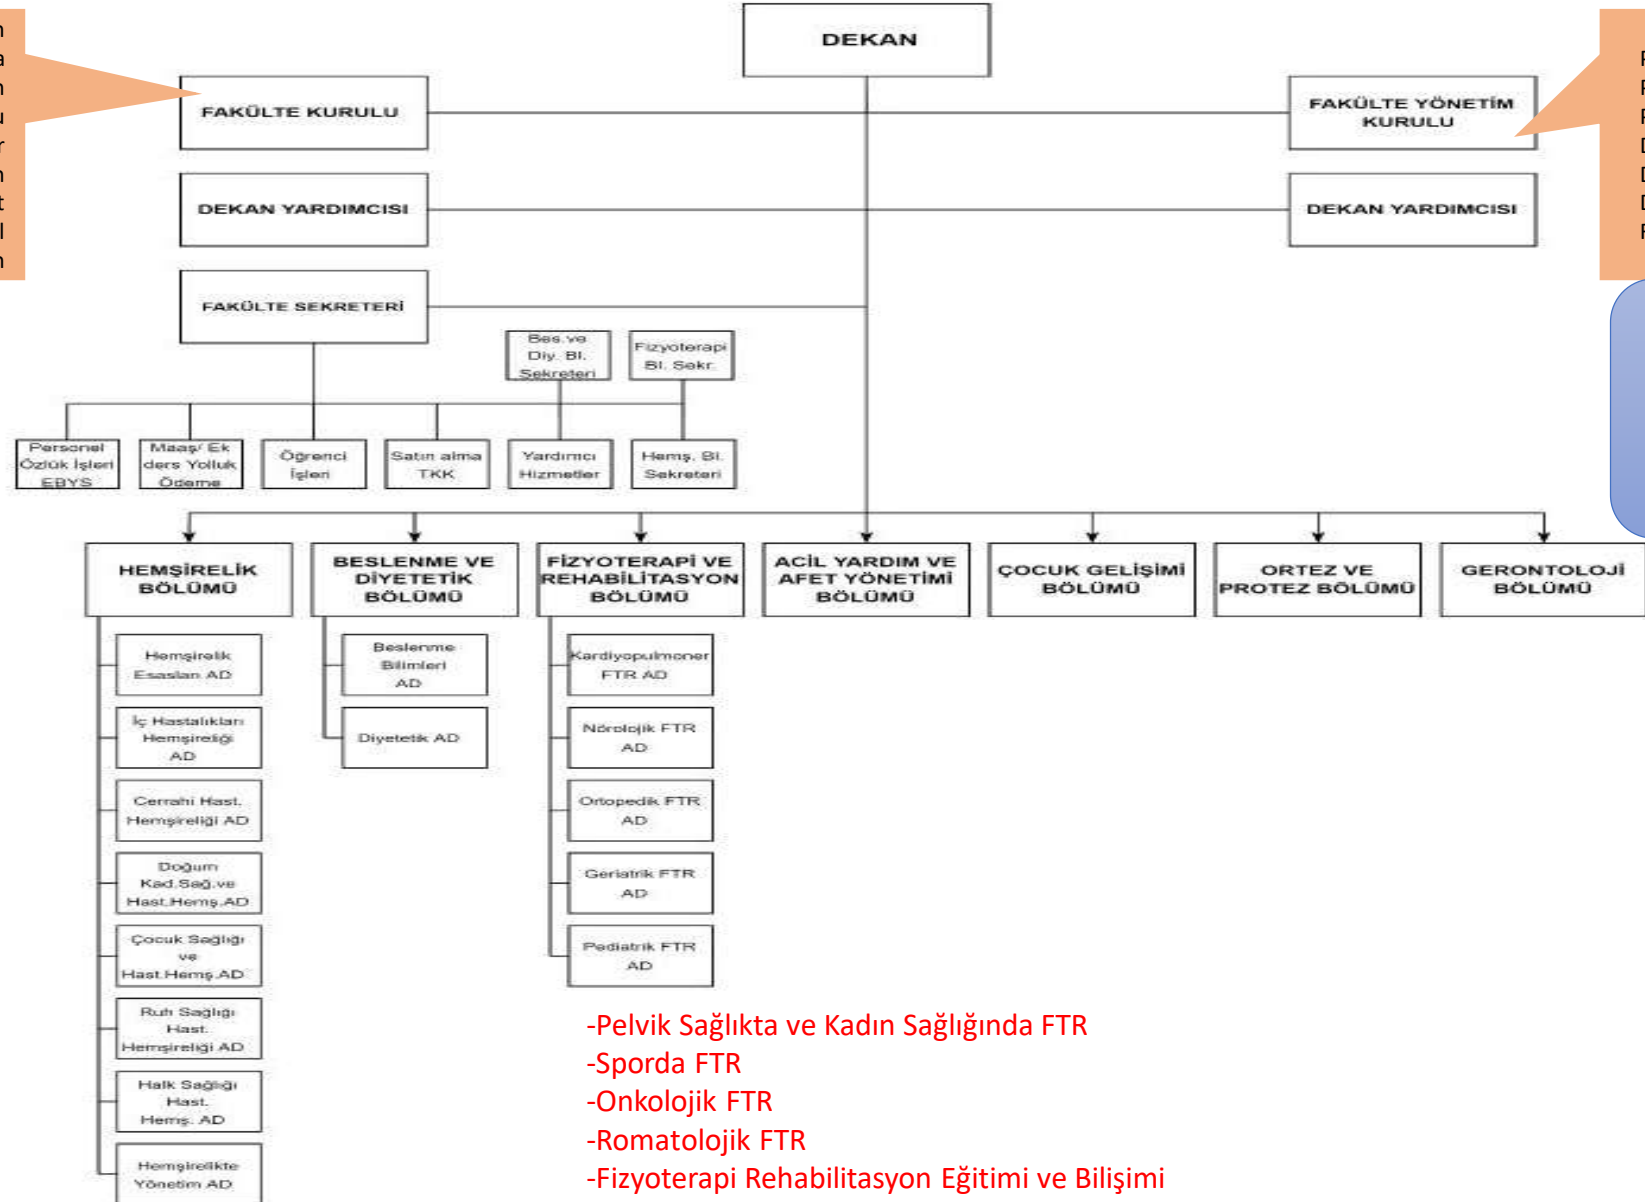 DEKAN
FAKÜLTE KURULU
FAKÜLTE YÖNETİM
KURULU
DEKAN YARDIMCISI
DEKAN YARDIMCISI
FAKÜLTE SEKRETERİ
Bes.ve
Diy. Bl.
Sekreteri
Fizyoterapi
Bl. Sekr.
Personel
Özlük İşleri
EBYS
Maaş/ Ek
ders Yolluk
Ödeme
Öğrenci
İşleri
Satın alma
TKK
Yardımcı
Hizmetler
Hemş. Bl.
Sekreteri
HEMŞİRELİK
BÖLÜMÜ
BESLENME VE
DİYETETİK
BÖLÜMÜ
FİZYOTERAPİ VE
REHABİLİTASYON
BÖLÜMÜ
ACİL YARDIM VE
AFET YÖNETİMİ
BÖLÜMÜ
ÇOCUK GELİŞİMİ
BÖLÜMÜ
ORTEZ VE
PROTEZ BÖLÜMÜ
GERONTOLOJİ
BÖLÜMÜ
Hemşirelik
Esasları AD
İç Hastalıkları
Hemşireliği
AD
Cerrahi Hast.
Hemşireliği AD
Doğum
Kad.Sağ.ve
Hast.Hemş.AD
Çocuk Sağlığı
ve
Hast.Hemş.AD
Ruh Sağlığı
Hast.
Hemşireliği AD
Halk Sağlığı
Hast.
Hemş. AD
Hemşirelikte
Yönetim AD
Beslenme
Bilimleri
AD
Diyetetik AD
Kardiyopulmoner
FTR AD
Nörolojik FTR
AD
Ortopedik FTR
AD
Geriatrik FTR
AD
Pediatrik FTR
AD
-Pelvik Sağlıkta ve Kadın Sağlığında FTR
-Sporda FTR
-Onkolojik FTR
-Romatolojik FTR
-Fizyoterapi Rehabilitasyon Eğitimi ve Bilişimi